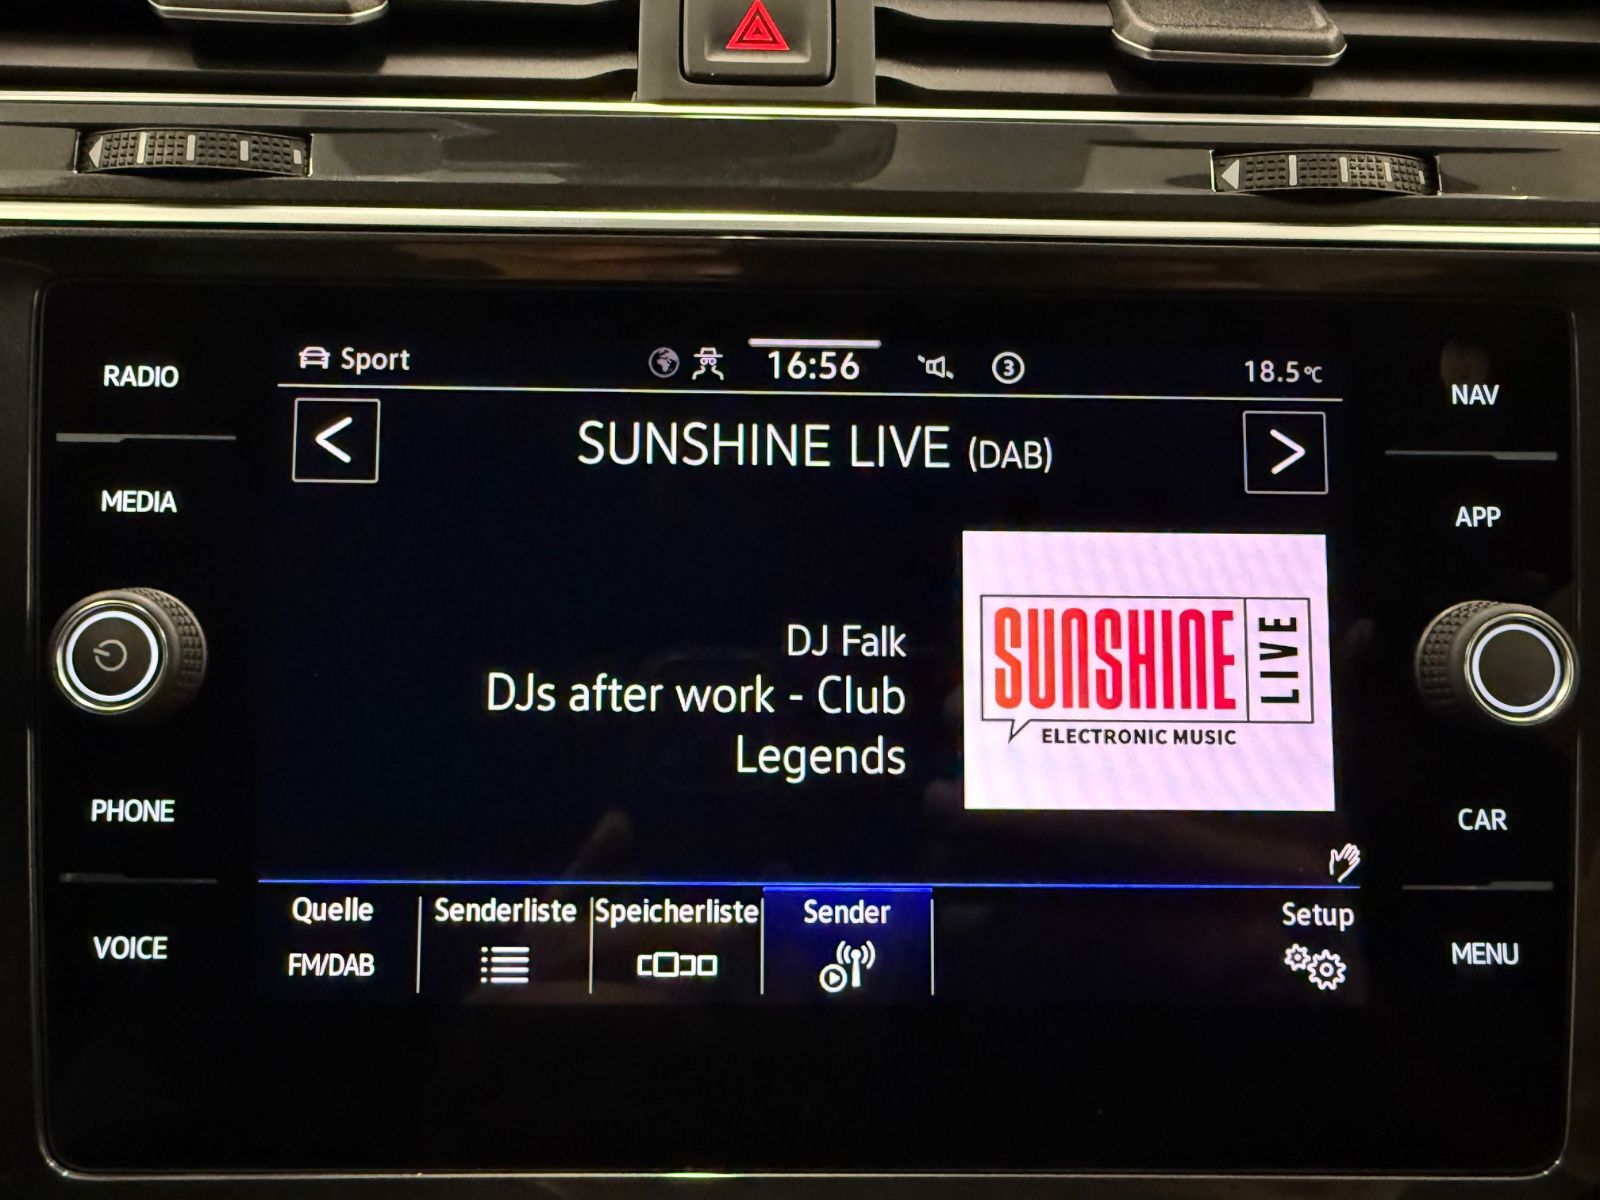 Sport 16:56 3 18.5°C
RADIO
NAV
< SUNSHINE LIVE (DAB) >
MEDIA
APP
DJ Falk
DJs after work - Club
Legends
SUNSHINE LIVE
ELECTRONIC MUSIC
PHONE
CAR
Quelle Senderliste Speicherliste Sender Setup
FM/DAB
VOICE
MENU